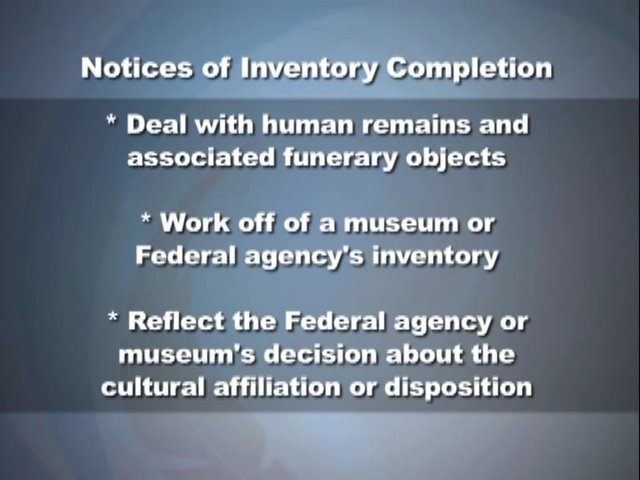 Notices of Inventory Completion
* Deal with human remains and
associated funerary objects
* Work off of a museum or
Federal agency's inventory
* Reflect the Federal agency or
museum's decision about the
cultural affiliation or disposition